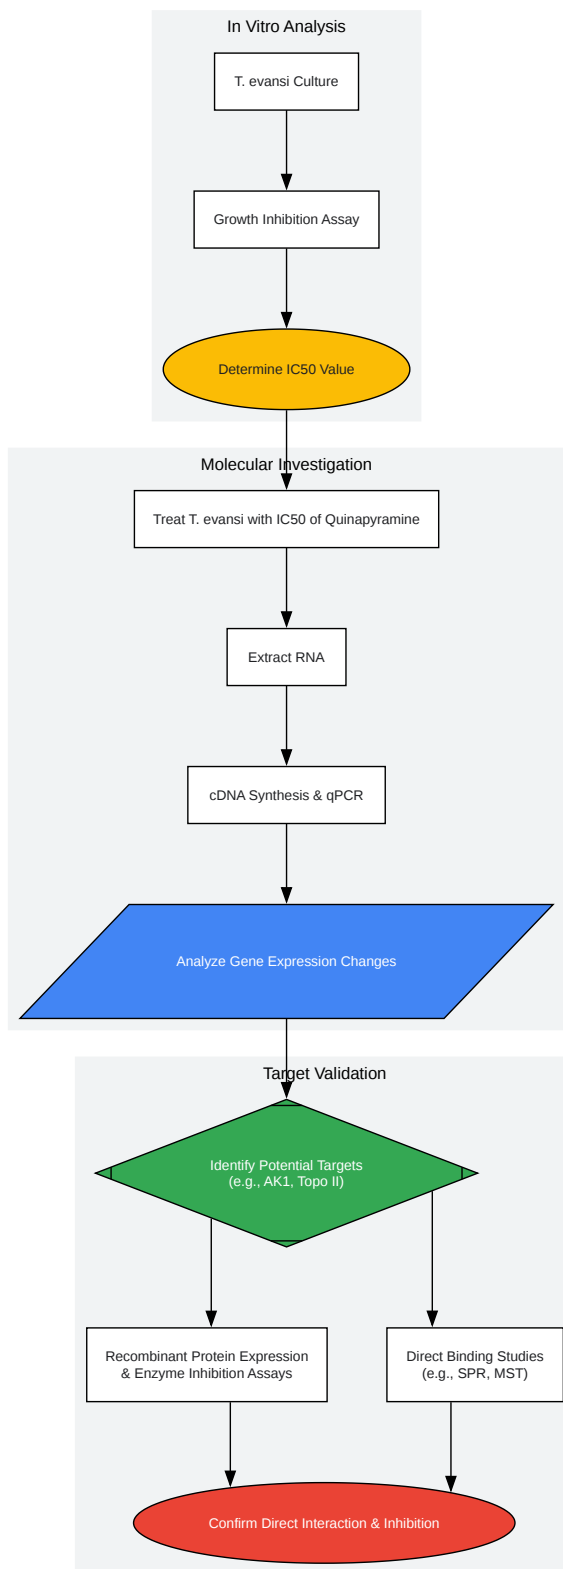 In Vitro Analysis
T. evansi Culture
Growth Inhibition Assay
Determine IC50 Value
Molecular Investigation
Treat T. evansi with IC50 of Quinapyramine
Extract RNA
cDNA Synthesis & qPCR
Analyze Gene Expression Changes
Target Validation
Identify Potential Targets
(e.g., AK1, Topo II)
Recombinant Protein Expression
& Enzyme Inhibition Assays
Direct Binding Studies
(e.g., SPR, MST)
Confirm Direct Interaction & Inhibition